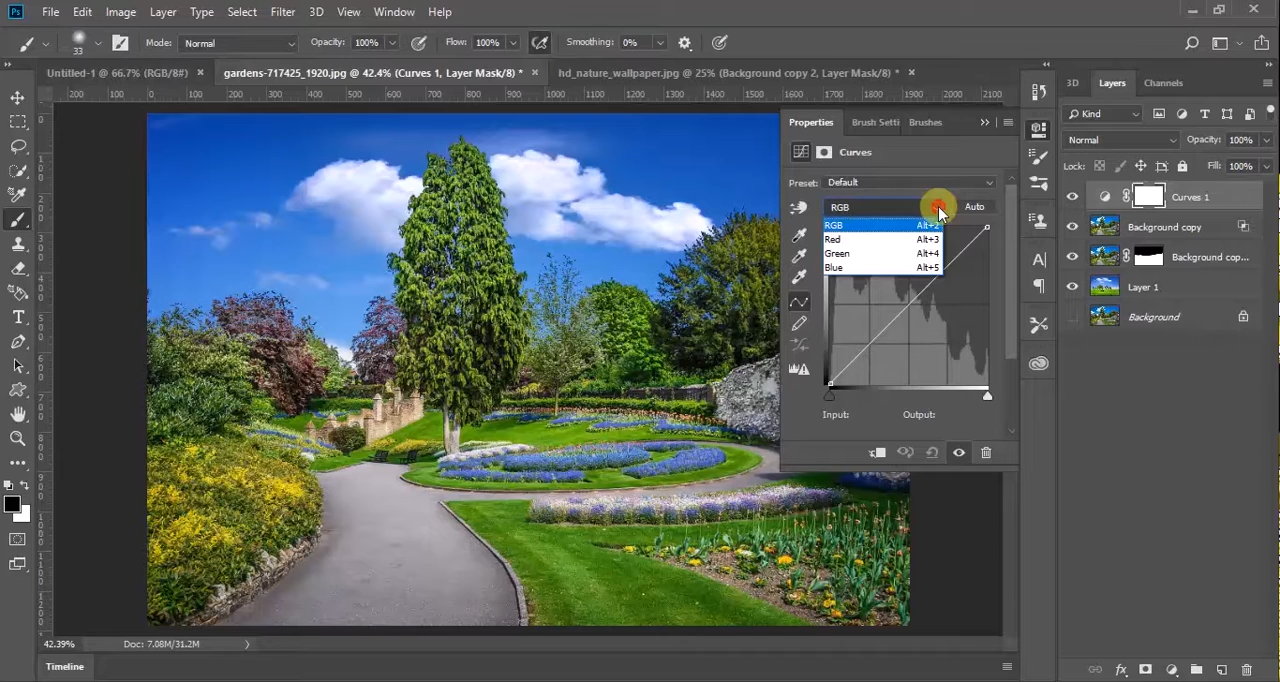 Ps File Edit Image Layer Type Select Filter 3D View Window Help
33 Mode: Normal Opacity: 100% Flow: 100% Smoothing: 0%
Untitled-1 @ 66.7% (RGB/8#) × gardens-717425_1920.jpg @ 42.4% (Curves 1, Layer Mask/8) * × hd_nature_wallpaper.jpg @ 25% (Background copy 2, Layer Mask/8) * ×
200 100 0 100 200 300 400 500 600 700 800 900 1000 1100 1200 1300 1400 1500 1600 1700 1800 1900 2000 2100
Properties Brush Setti Brushes
Curves
Preset: Default
RGB Auto
RGB Alt+2
Red Alt+3
Green Alt+4
Blue Alt+5
Input: Output:
3D Layers Channels
Kind
Normal Opacity: 100%
Lock: Fill: 100%
Curves 1
Background copy
Background cop...
Layer 1
Background
42.39% Doc: 7.08M/31.2M
Timeline